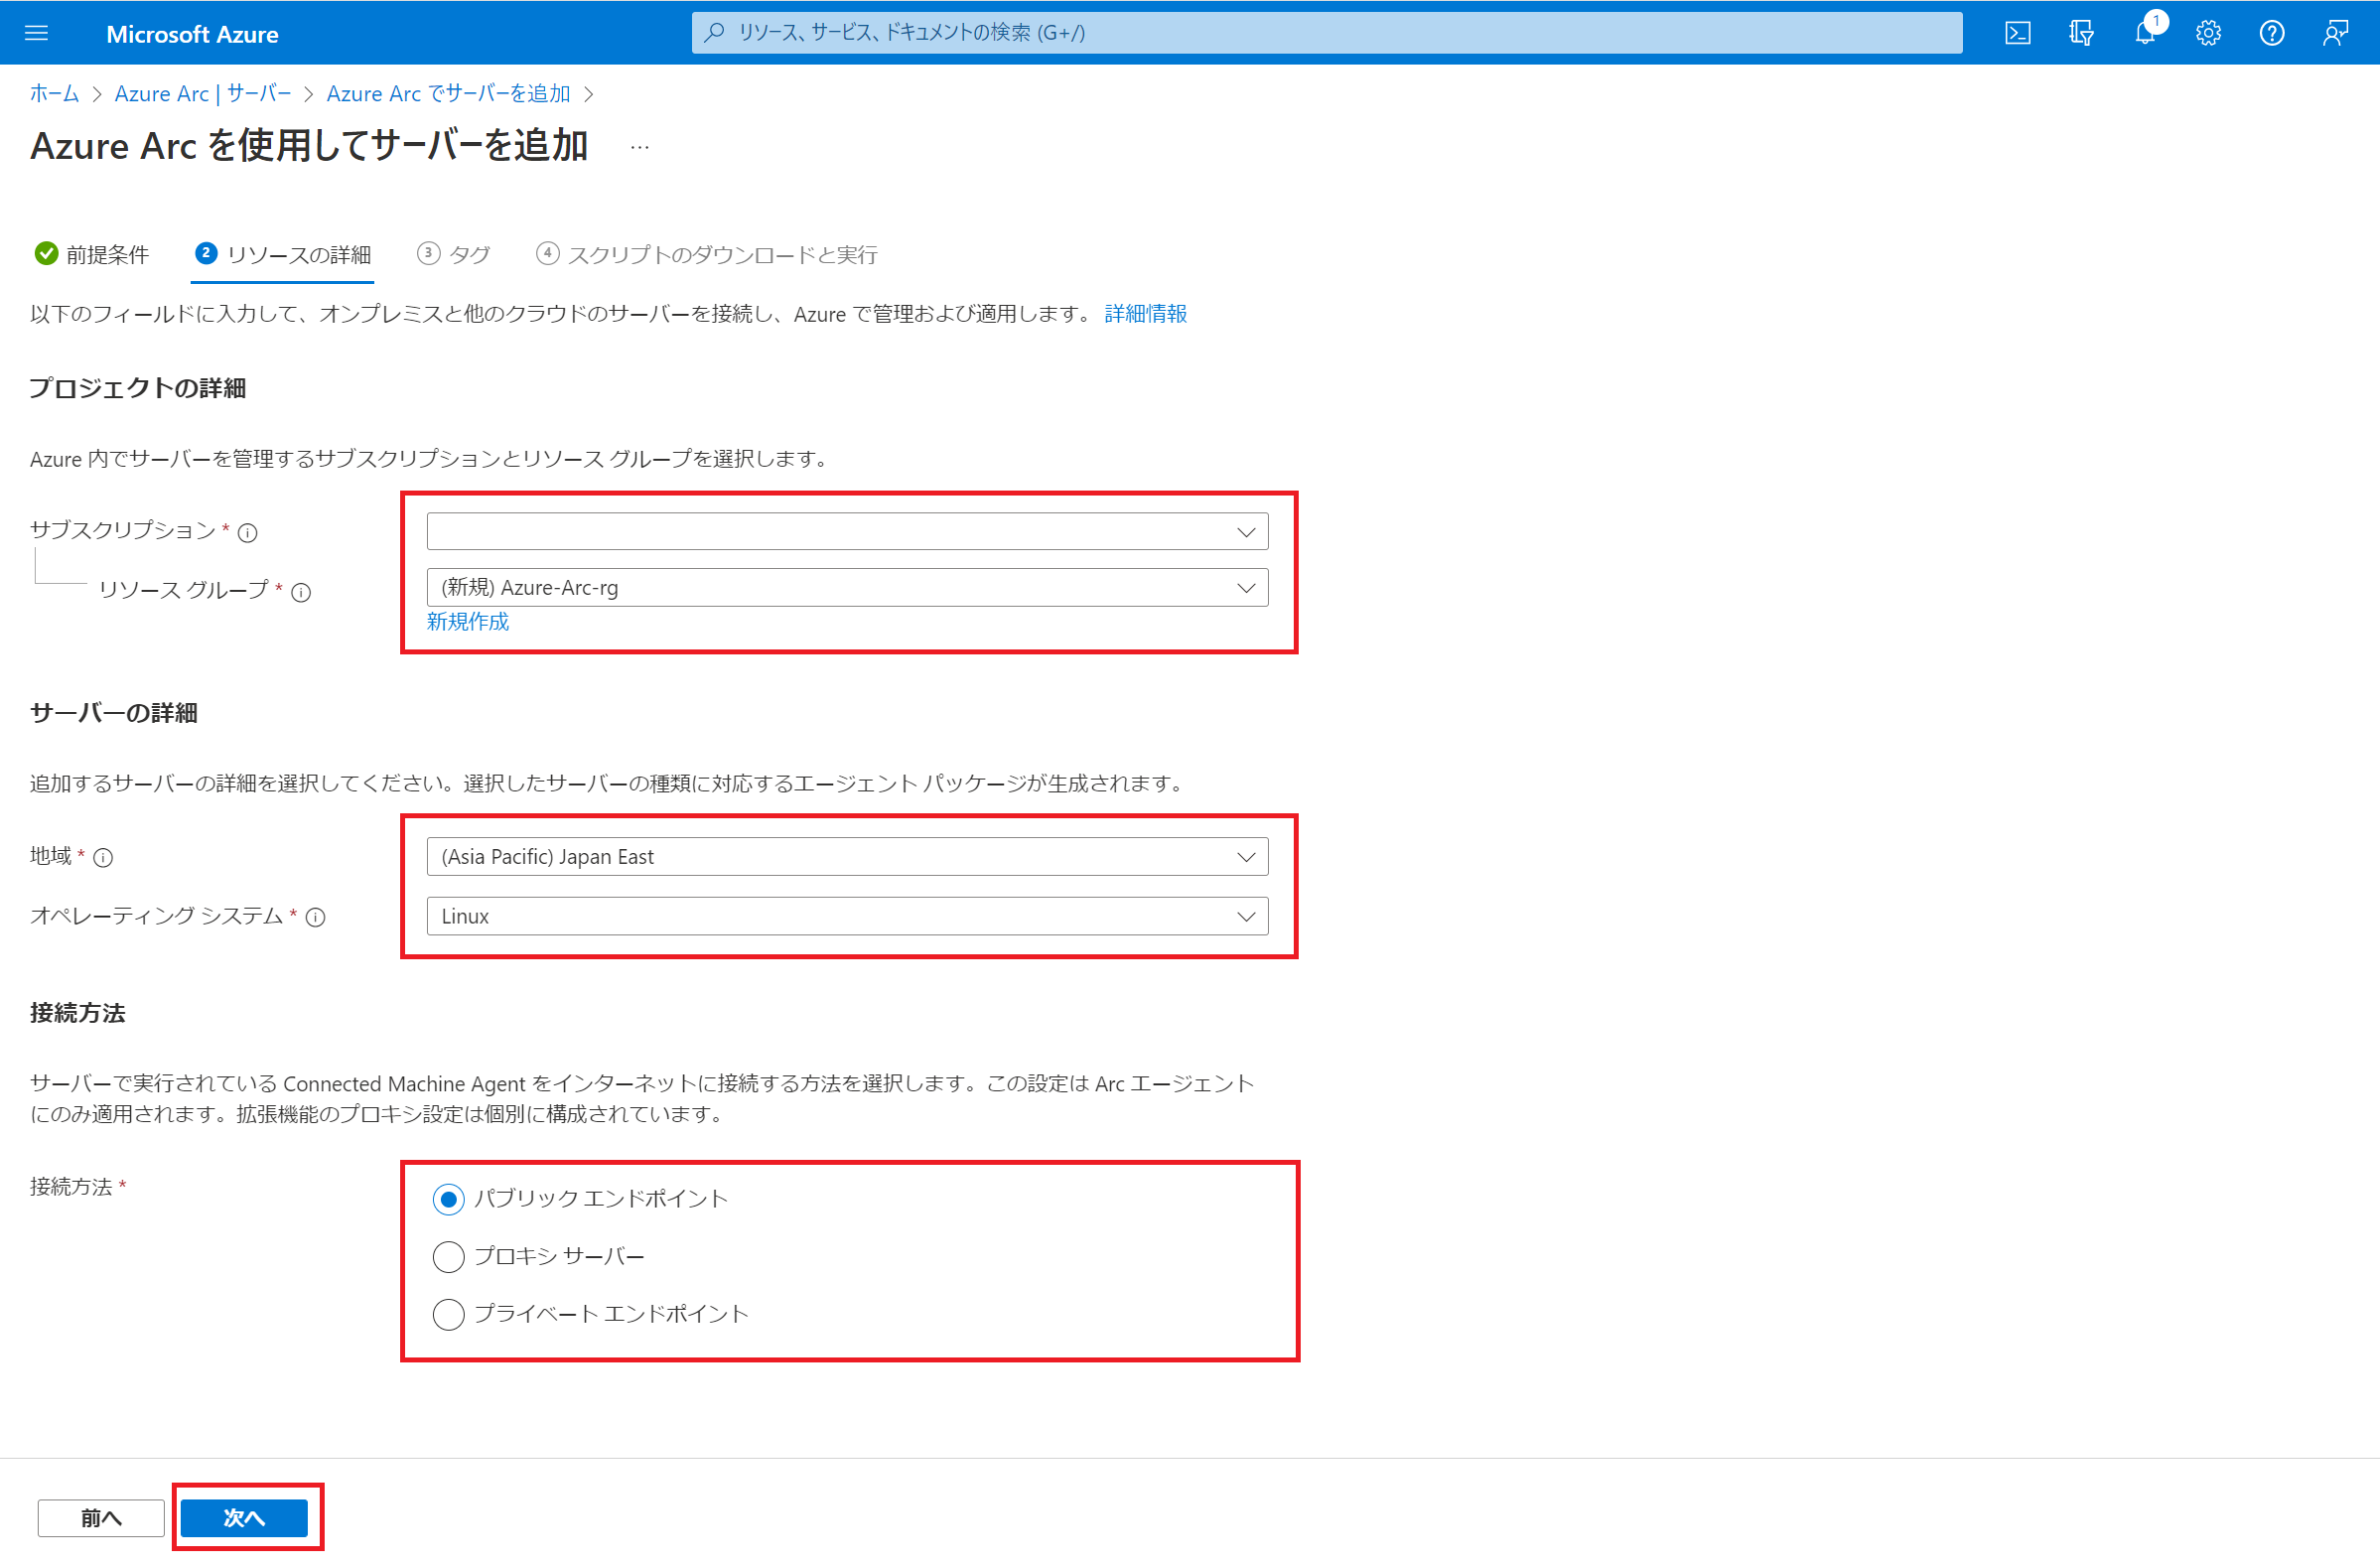 Microsoft Azure
リソース、サービス、ドキュメントの検索 (G+/)
1
ホーム > Azure Arc | サーバー > Azure Arc でサーバーを追加 >
Azure Arc を使用してサーバーを追加 ...
前提条件
2 リソースの詳細
3 タグ
4 スクリプトのダウンロードと実行
以下のフィールドに入力して、オンプレミスと他のクラウドのサーバーを接続し、Azure で管理および適用します。 詳細情報
プロジェクトの詳細
Azure 内でサーバーを管理するサブスクリプションとリソース グループを選択します。
サブスクリプション *
リソース グループ *
(新規) Azure-Arc-rg
新規作成
サーバーの詳細
追加するサーバーの詳細を選択してください。選択したサーバーの種類に対応するエージェント パッケージが生成されます。
地域 *
(Asia Pacific) Japan East
オペレーティング システム *
Linux
接続方法
サーバーで実行されている Connected Machine Agent をインターネットに接続する方法を選択します。この設定は Arc エージェント
にのみ適用されます。拡張機能のプロキシ設定は個別に構成されています。
接続方法 *
パブリック エンドポイント
プロキシ サーバー
プライベート エンドポイント
前へ
次へ